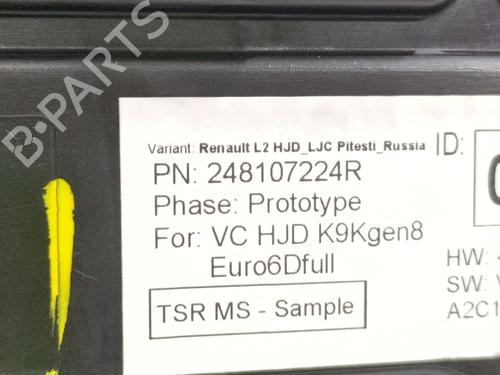 B-PARTS
Variant: Renault L2 HJD_LJC Pitesti_Russia
ID:
PN: 248107224R
Phase: Prototype
For: VC HJD K9Kgen8
Euro6Dfull
HW:
SW:
TSR MS - Sample
A2C1